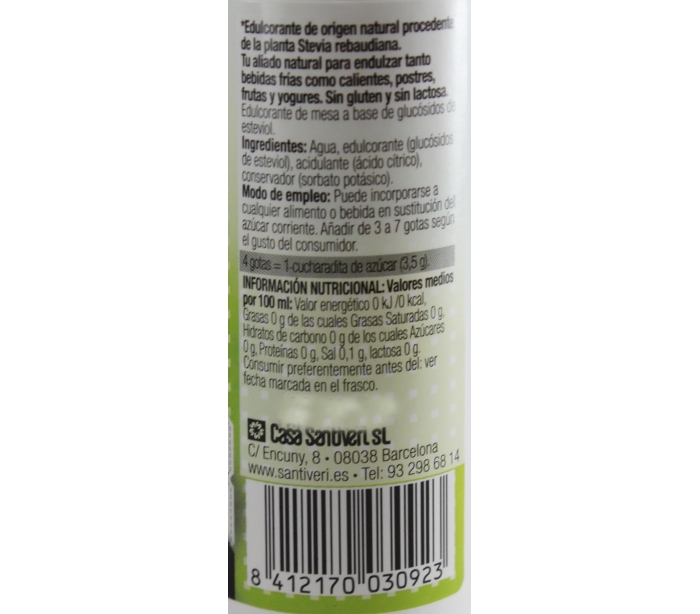 *Edulcorante de origen natural procedente
de la planta Stevia rebaudiana.
Tu aliado natural para endulzar tanto
bebidas frías como calientes, postres,
frutas y yogures. Sin gluten y sin lactosa.
Edulcorante de mesa a base de glucósidos de
esteviol.
Ingredientes: Agua, edulcorante (glucósidos
de esteviol), acidulante (ácido cítrico),
conservador (sorbato potásico).
Modo de empleo: Puede incorporarse a
cualquier alimento o bebida en sustitución del
azúcar corriente. Añadir de 3 a 7 gotas según
el gusto del consumidor.
4 gotas = 1-cucharadita de azúcar (3,5 g).
INFORMACIÓN NUTRICIONAL: Valores medios
por 100 ml: Valor energético 0 kJ /0 kcal,
Grasas 0 g de las cuales Grasas Saturadas 0 g,
Hidratos de carbono 0 g de los cuales Azúcares
0 g, Proteínas 0 g, Sal 0,1 g, lactosa 0 g.
Consumir preferentemente antes del: ver
fecha marcada en el frasco.
Casa Santiveri, SL
C/ Encuny, 8 • 08038 Barcelona
www.santiveri.es • Tel: 93 298 68 14
8 412170 030923